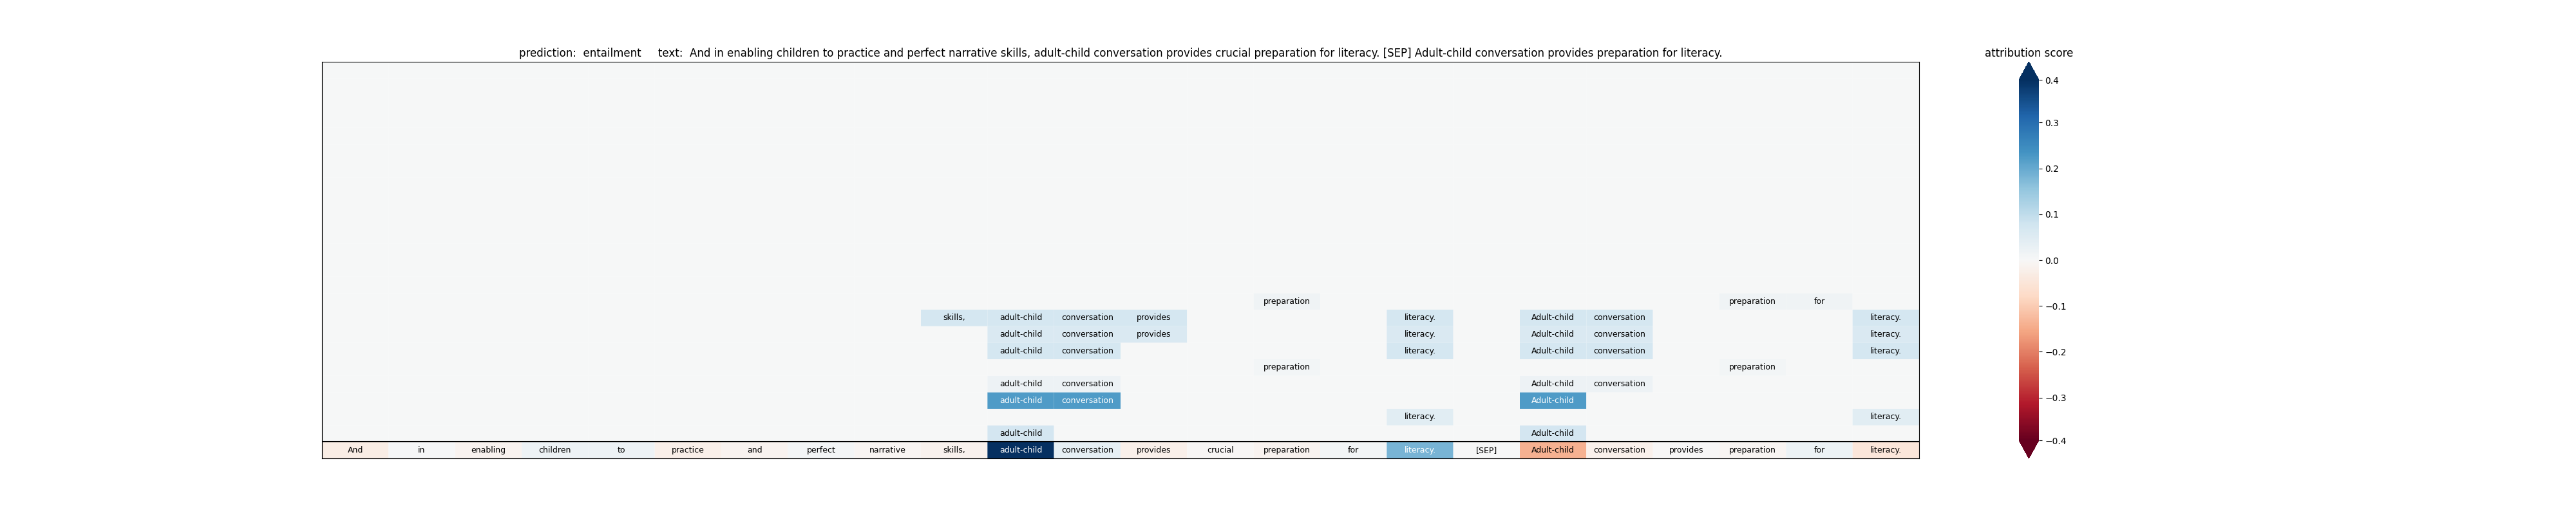 prediction: entailment text: And in enabling children to practice and perfect narrative skills, adult-child conversation provides crucial preparation for literacy. [SEP] Adult-child conversation provides preparation for literacy.
attribution score
0.4
0.3
0.2
0.1
0.0
−0.1
−0.2
−0.3
−0.4
preparation preparation for
skills, adult-child conversation provides literacy. Adult-child conversation literacy.
adult-child conversation provides literacy. Adult-child conversation literacy.
adult-child conversation literacy. Adult-child conversation literacy.
preparation preparation
adult-child conversation Adult-child conversation
adult-child conversation Adult-child
literacy. literacy.
adult-child Adult-child
And in enabling children to practice and perfect narrative skills, adult-child conversation provides crucial preparation for literacy. [SEP] Adult-child conversation provides preparation for literacy.